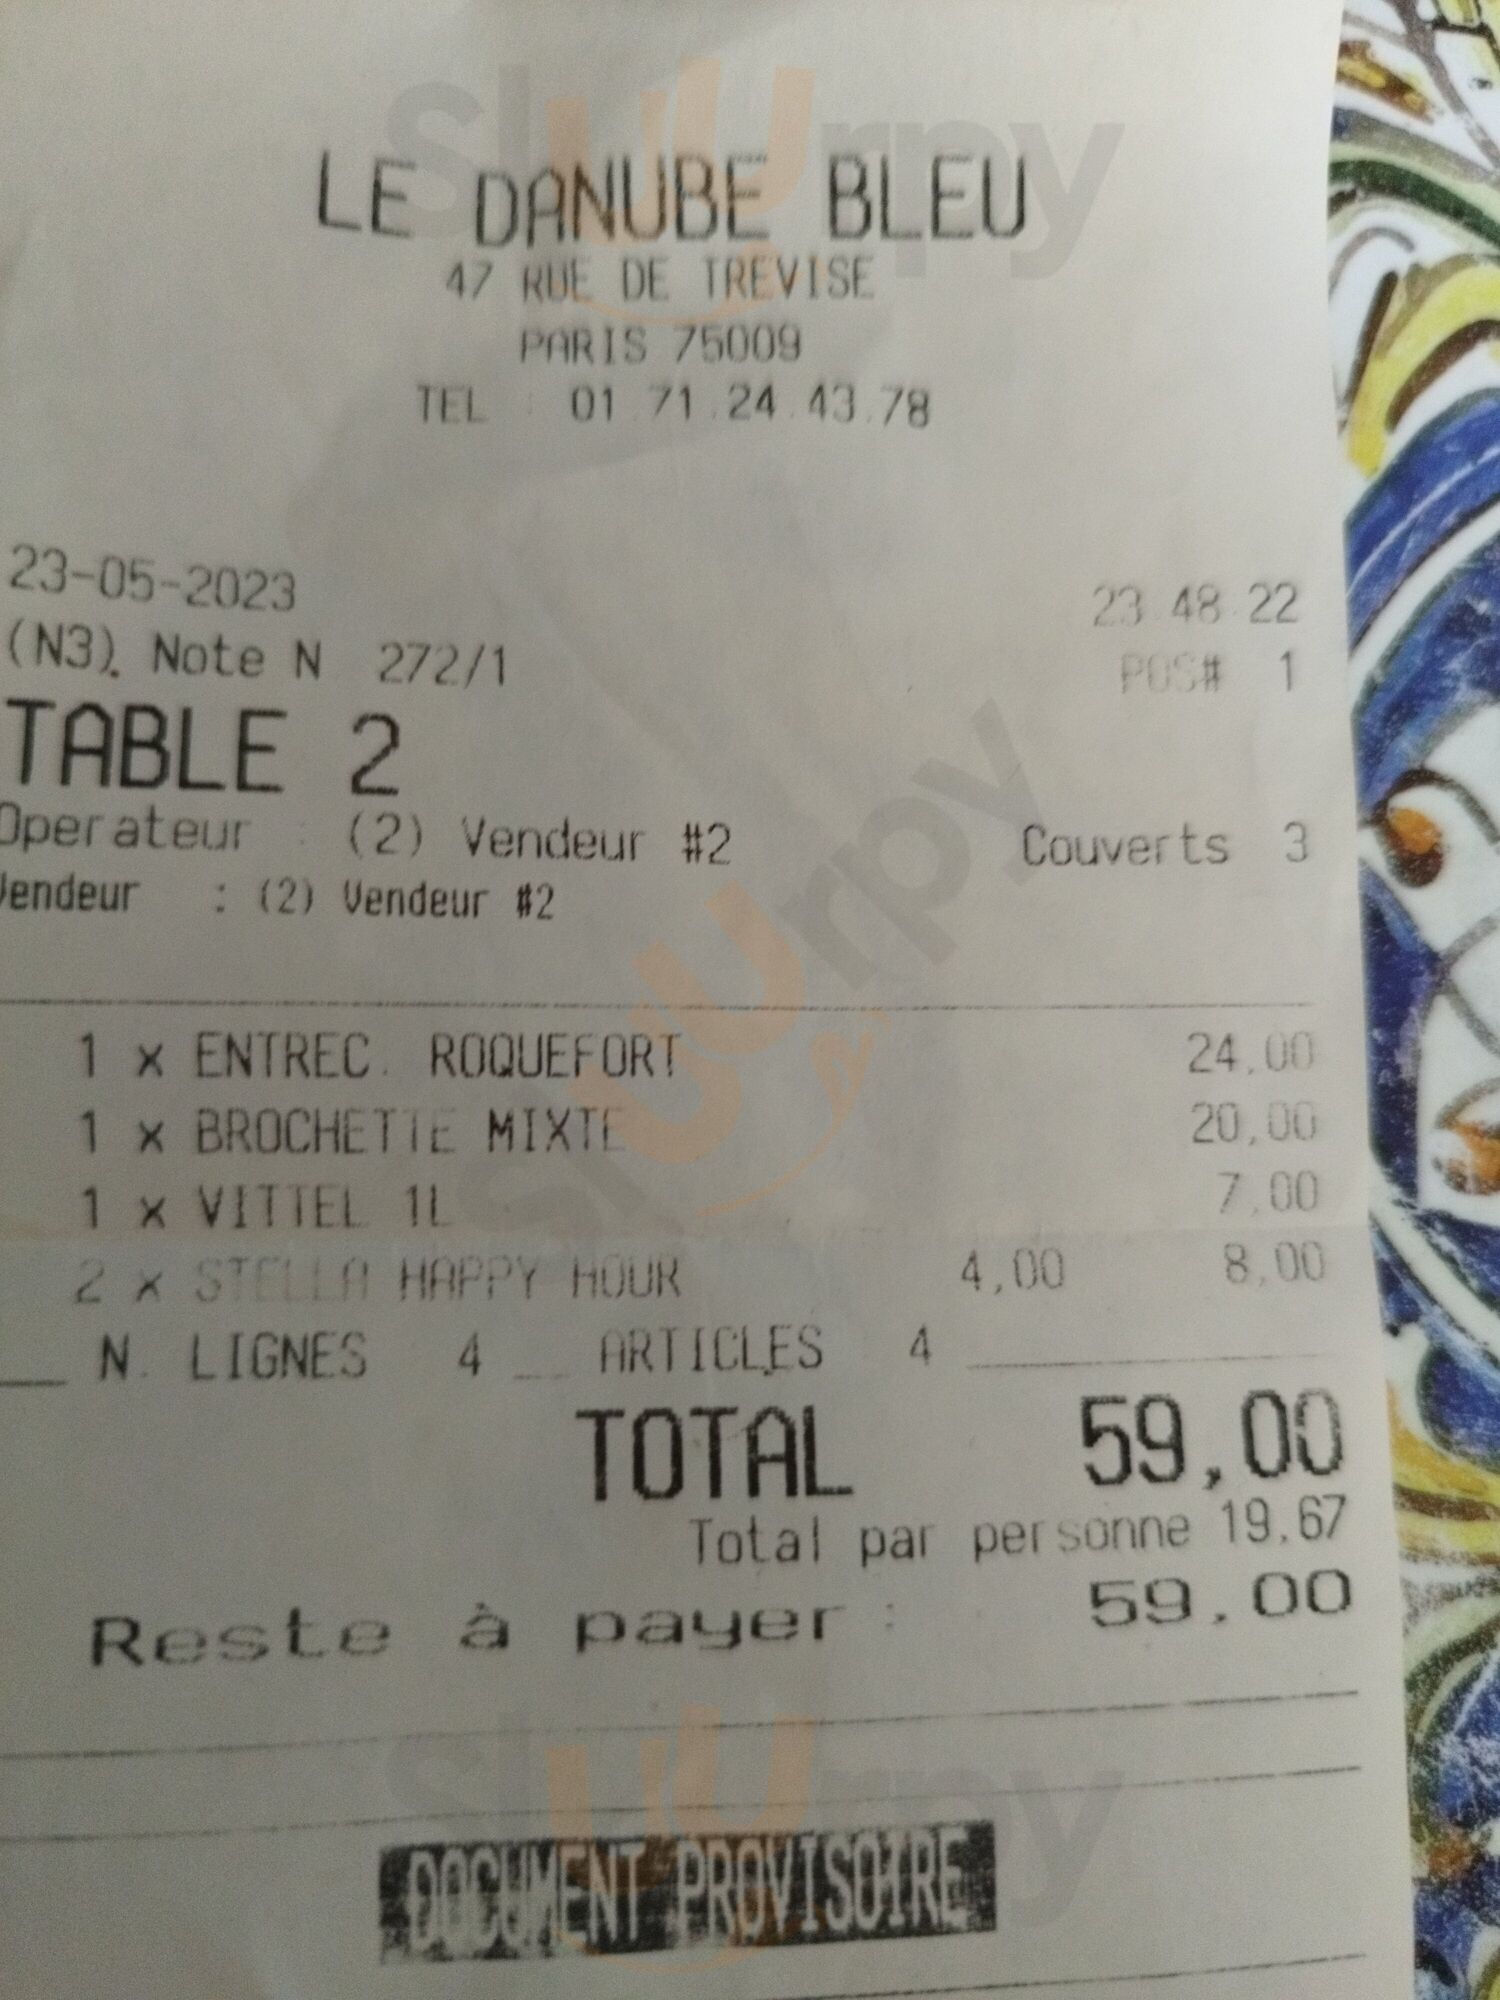 LE DANUBE BLEU
47 RUE DE TREVISE
PARIS 75009
TEL : 01.71.24.43.78
23-05-2023 23:48:22
(N3). Note N 272/1 POS# 1
TABLE 2
Operateur : (2) Vendeur #2 Couverts 3
Vendeur : (2) Vendeur #2
1 x ENTREC. ROQUEFORT 24,00
1 x BROCHETTE MIXTE 20,00
1 x VITTEL 1L 7,00
2 x STELLA HAPPY HOUR 4,00 8,00
N. LIGNES 4 ARTICLES 4
TOTAL 59,00
Total par personne 19.67
Reste à payer : 59.00
DOCUMENT PROVISOIRE
sluurpy
sluurpy
sluurpy